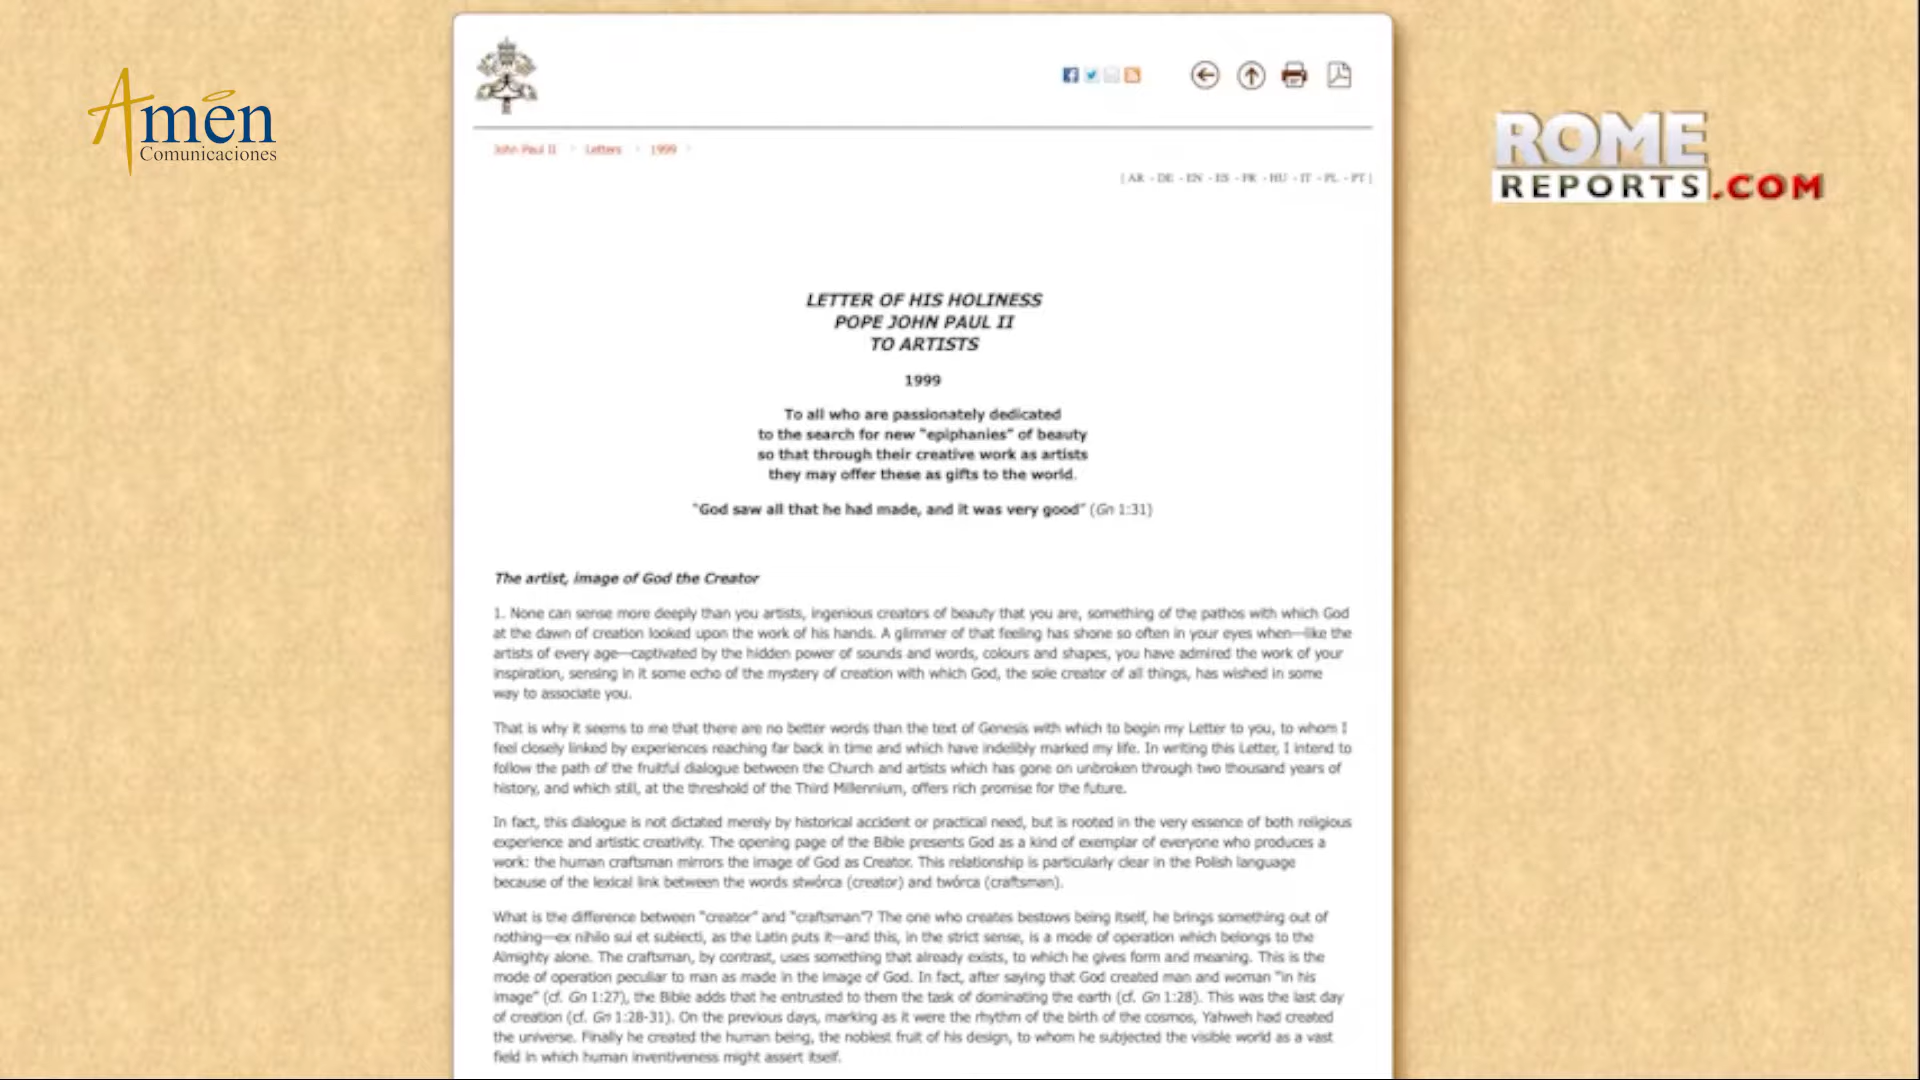 Amén
Comunicaciones
ROME
REPORTS.COM
John Paul II
Letters
1999
[ AR - DE - EN - ES - FR - HU - IT - PL - PT ]
LETTER OF HIS HOLINESS
POPE JOHN PAUL II
TO ARTISTS
1999
To all who are passionately dedicated
to the search for new "epiphanies" of beauty
so that through their creative work as artists
they may offer these as gifts to the world.
"God saw all that he had made, and it was very good" (Gn 1:31)
The artist, image of God the Creator
1. None can sense more deeply than you artists, ingenious creators of beauty that you are, something of the pathos with which God
at the dawn of creation looked upon the work of his hands. A glimmer of that feeling has shone so often in your eyes when—like the
artists of every age—captivated by the hidden power of sounds and words, colours and shapes, you have admired the work of your
inspiration, sensing in it some echo of the mystery of creation with which God, the sole creator of all things, has wished in some
way to associate you.
That is why it seems to me that there are no better words than the text of Genesis with which to begin my Letter to you, to whom I
feel closely linked by experiences reaching far back in time and which have indelibly marked my life. In writing this Letter, I intend to
follow the path of the fruitful dialogue between the Church and artists which has gone on unbroken through two thousand years of
history, and which still, at the threshold of the Third Millennium, offers rich promise for the future.
In fact, this dialogue is not dictated merely by historical accident or practical need, but is rooted in the very essence of both religious
experience and artistic creativity. The opening page of the Bible presents God as a kind of exemplar of everyone who produces a
work: the human craftsman mirrors the image of God as Creator. This relationship is particularly clear in the Polish language
because of the lexical link between the words stwórca (creator) and twórca (craftsman).
What is the difference between "creator" and "craftsman"? The one who creates bestows being itself, he brings something out of
nothing—ex nihilo sui et subiecti, as the Latin puts it—and this, in the strict sense, is a mode of operation which belongs to the
Almighty alone. The craftsman, by contrast, uses something that already exists, to which he gives form and meaning. This is the
mode of operation peculiar to man as made in the image of God. In fact, after saying that God created man and woman "in his
image" (cf. Gn 1:27), the Bible adds that he entrusted to them the task of dominating the earth (cf. Gn 1:28). This was the last day
of creation (cf. Gn 1:28-31). On the previous days, marking as it were the rhythm of the birth of the cosmos, Yahweh had created
the universe. Finally he created the human being, the noblest fruit of his design, to whom he subjected the visible world as a vast
field in which human inventiveness might assert itself.